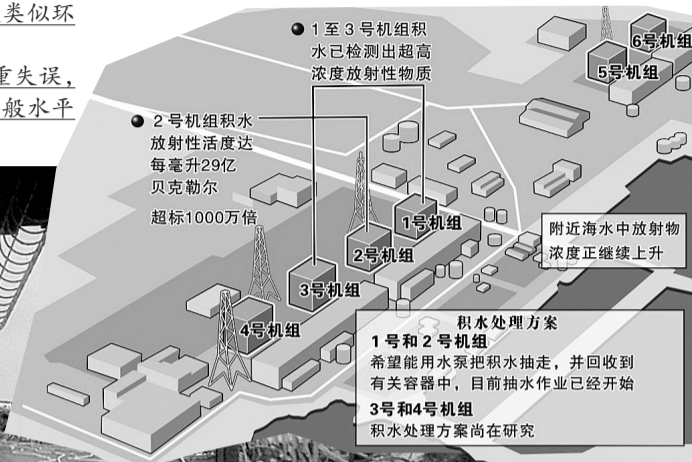 类似环
重失误，
般水平
1至3号机组积
水已检测出超高
浓度放射性物质
2号机组积水
放射性活度达
每毫升29亿
贝克勒尔
超标1000万倍
6号机组
5号机组
1号机组
2号机组
3号机组
4号机组
附近海水中放射物
浓度正继续上升
积水处理方案
1号和2号机组
希望能用水泵把积水抽走，并回收到
有关容器中，目前抽水作业已经开始
3号和4号机组
积水处理方案尚在研究